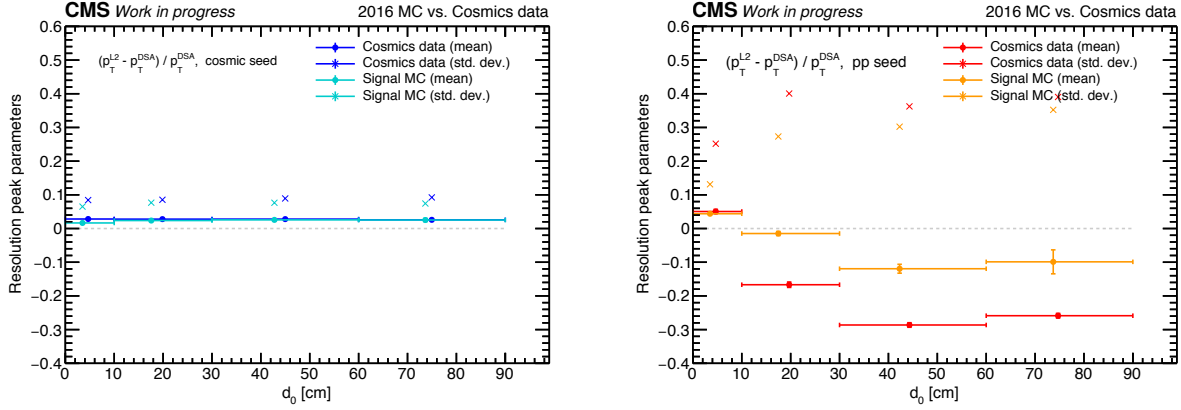 CMS Work in progress 2016 MC vs. Cosmics data
(p_T^L2 - p_T^DSA) / p_T^DSA, cosmic seed
Cosmics data (mean)
Cosmics data (std. dev.)
Signal MC (mean)
Signal MC (std. dev.)
Resolution peak parameters
0.6
0.5
0.4
0.3
0.2
0.1
0
−0.1
−0.2
−0.3
−0.4
0 10 20 30 40 50 60 70 80 90
d_0 [cm]
CMS Work in progress 2016 MC vs. Cosmics data
(p_T^L2 - p_T^DSA) / p_T^DSA, pp seed
Cosmics data (mean)
Cosmics data (std. dev.)
Signal MC (mean)
Signal MC (std. dev.)
Resolution peak parameters
0.6
0.5
0.4
0.3
0.2
0.1
0
−0.1
−0.2
−0.3
−0.4
0 10 20 30 40 50 60 70 80 90
d_0 [cm]